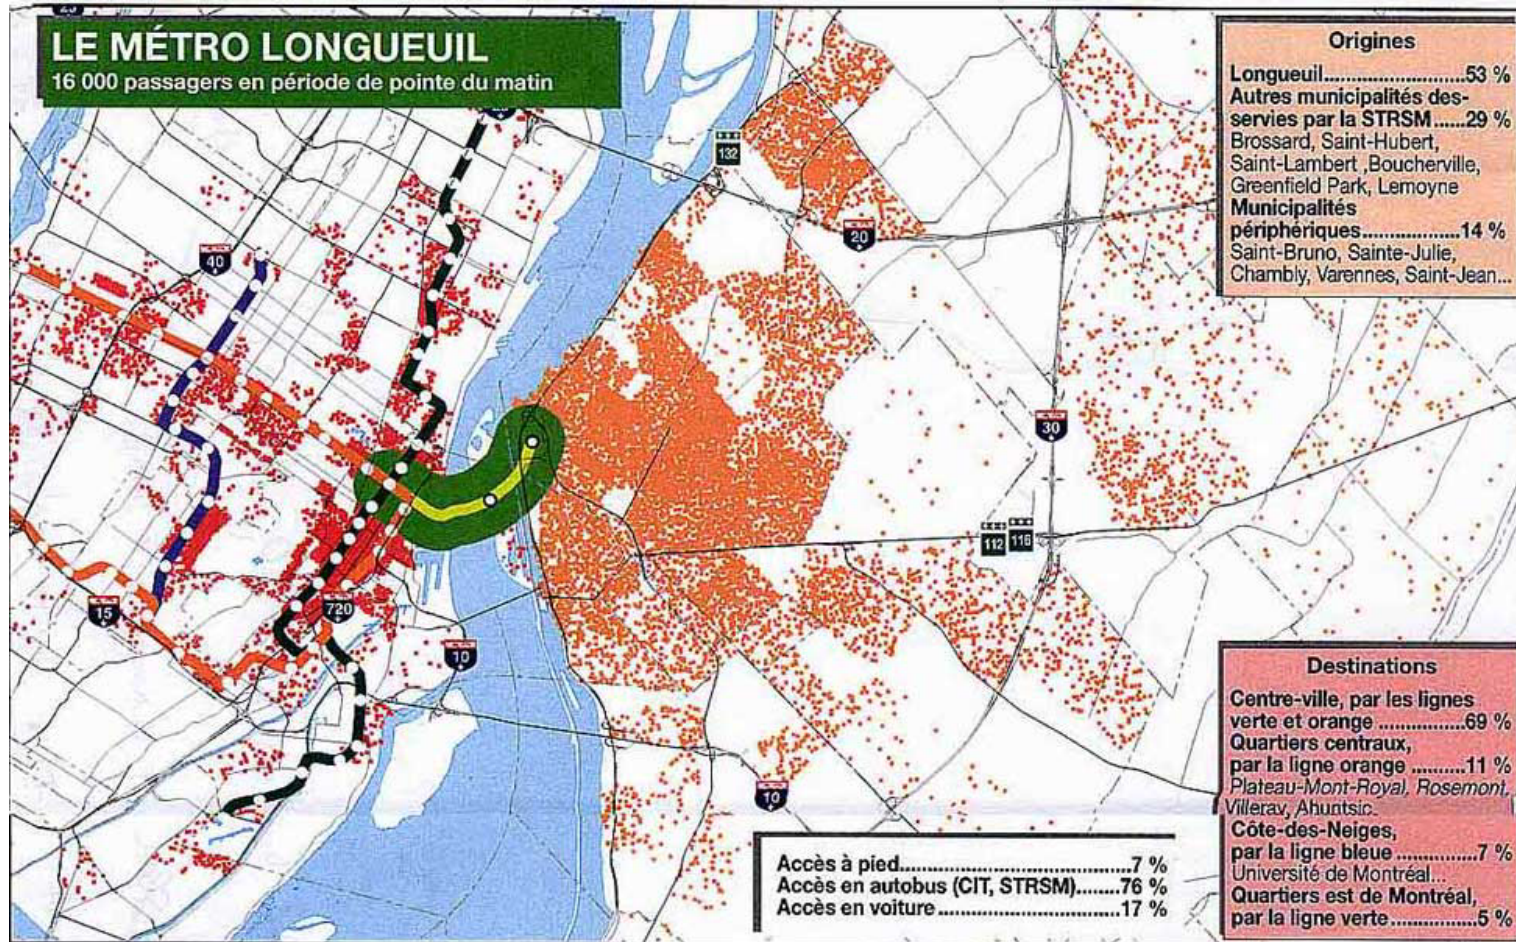 LE MÉTRO LONGUEUIL
16 000 passagers en période de pointe du matin
Origines
Longueuil.......................53 %
Autres municipalités des-
servies par la STRSM......29 %
Brossard, Saint-Hubert,
Saint-Lambert ,Boucherville,
Greenfield Park, Lemoyne
Municipalités
périphériques................14 %
Saint-Bruno, Sainte-Julie,
Chambly, Varennes, Saint-Jean...
132
20
40
30
112
116
15
720
10
10
Destinations
Centre-ville, par les lignes
verte et orange ................69 %
Quartiers centraux,
par la ligne orange ..........11 %
Plateau-Mont-Royal, Rosemont,
Villeray, Ahuntsic.
Côte-des-Neiges,
par la ligne bleue .............7 %
Université de Montréal...
Quartiers est de Montréal,
par la ligne verte ..............5 %
Accès à pied...............................7 %
Accès en autobus (CIT, STRSM).......76 %
Accès en voiture ........................17 %